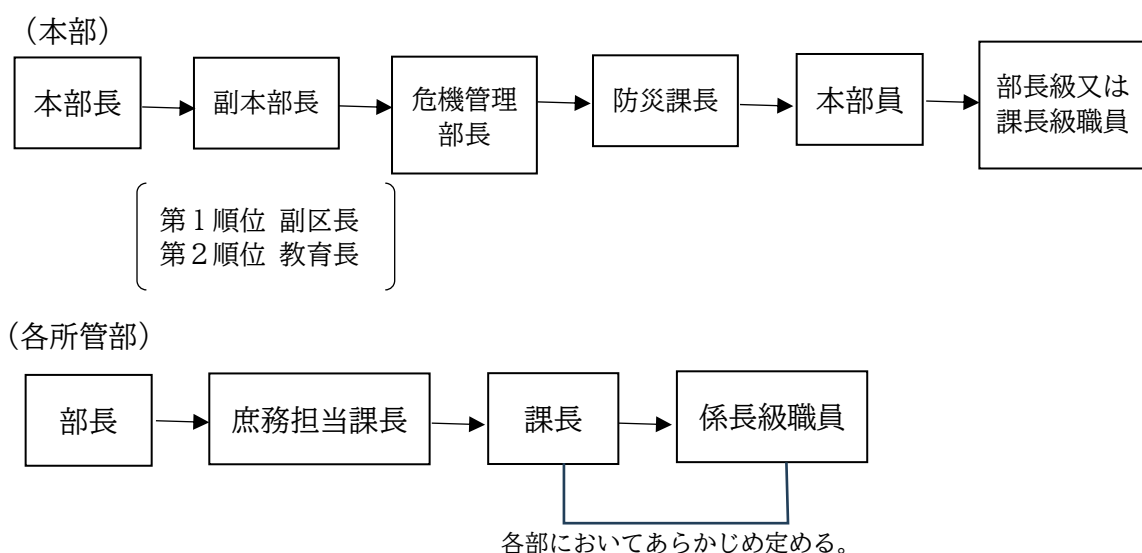 （本部）
本部長
副本部長
危機管理
部長
防災課長
本部員
部長級又は
課長級職員
第１順位 副区長
第２順位 教育長
（各所管部）
部長
庶務担当課長
課長
係長級職員
各部においてあらかじめ定める。